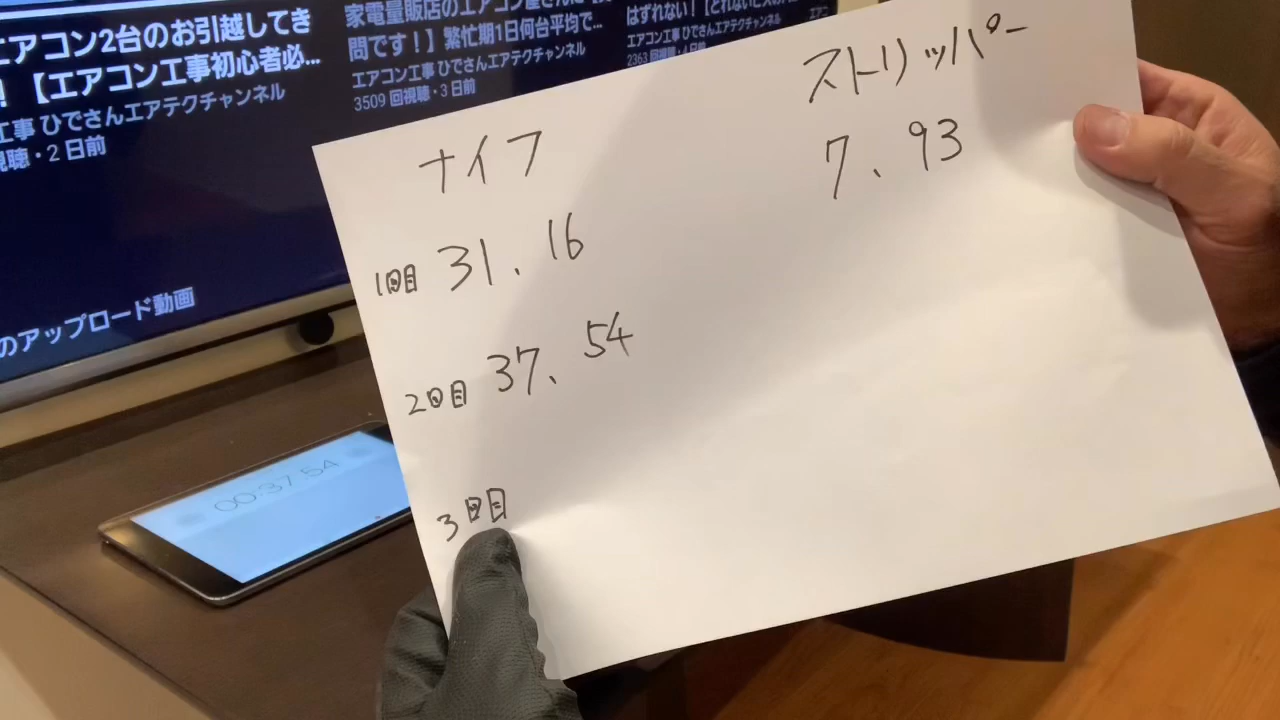 エアコン2台のお引越してき
！【エアコン工事初心者必...
工事 ひでさんエアテクチャンネル
視聴・2 日前
家電量販店のエアコン屋さんに
問です！】繁忙期1日何台平均で...
エアコン工事 ひでさんエアテクチャンネル
3509 回視聴・3 日前
はずれない！
エアコン工事 ひでさんエアテクチャンネル
2363 回視聴・4 日前
のアップロード動画
ナイフ
ストリッパー
1回目 31.16
7、93
2回目 37、54
3回目
00:37.54